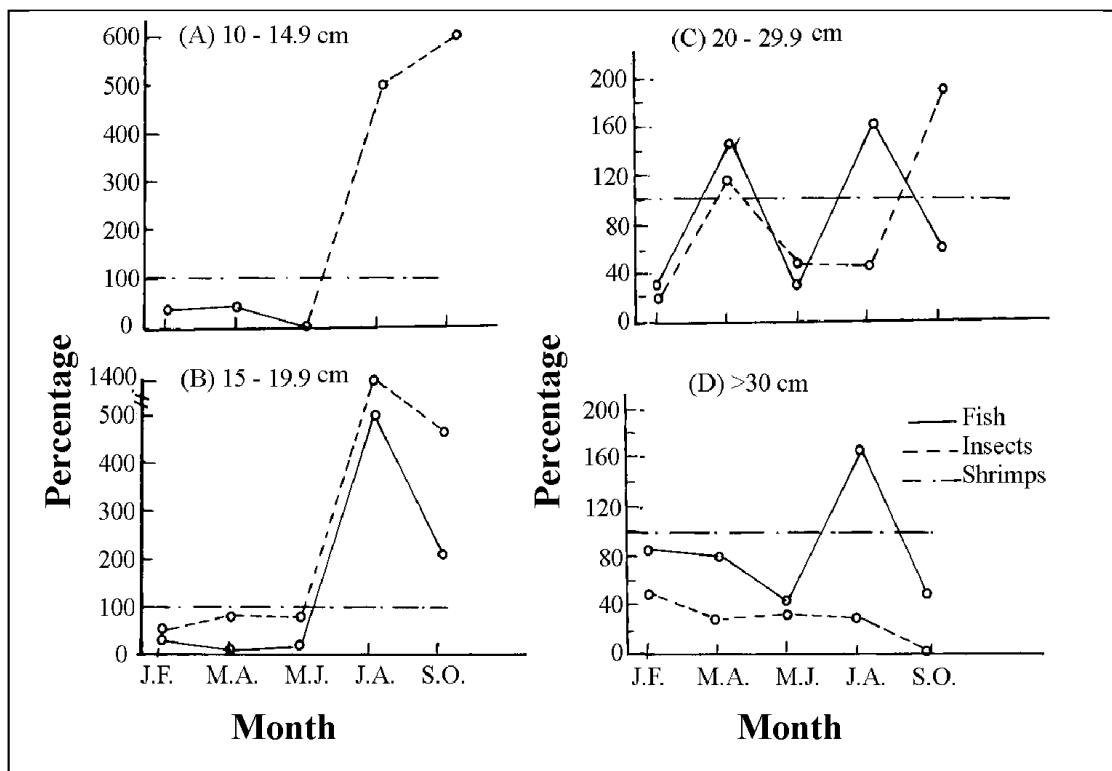 (A) 10 - 14.9 cm
600
500
400
300
200
100
0
(B) 15 - 19.9 cm
1400
500
400
300
200
100
0
J.F. M.A. M.J. J.A. S.O.
Month
Percentage
(C) 20 - 29.9 cm
200
160
120
80
40
0
(D) >30 cm
200
160
120
80
40
0
Fish
Insects
Shrimps
J.F. M.A. M.J. J.A. S.O.
Month
Percentage